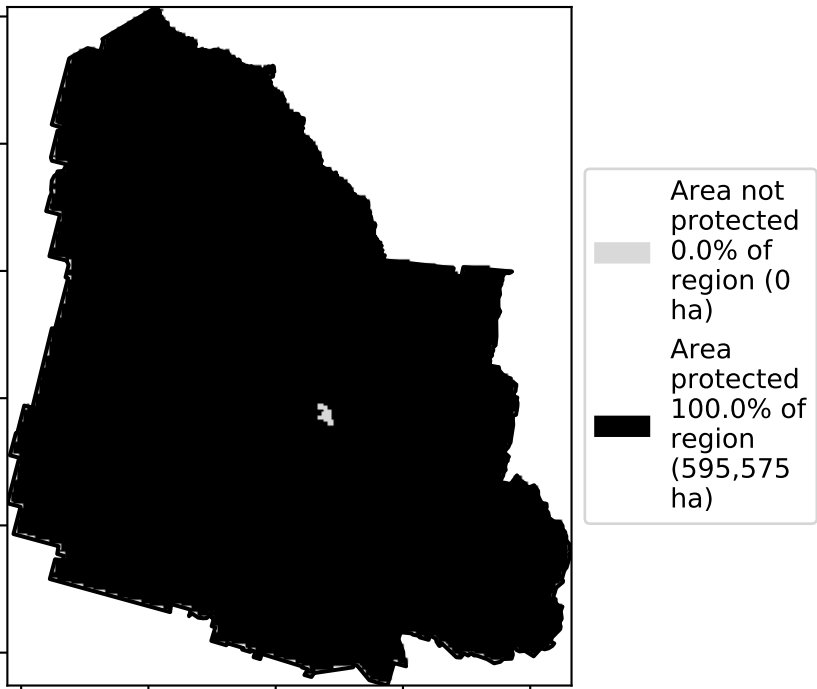 Area not
protected
0.0% of
region (0
ha)
Area
protected
100.0% of
region
(595,575
ha)